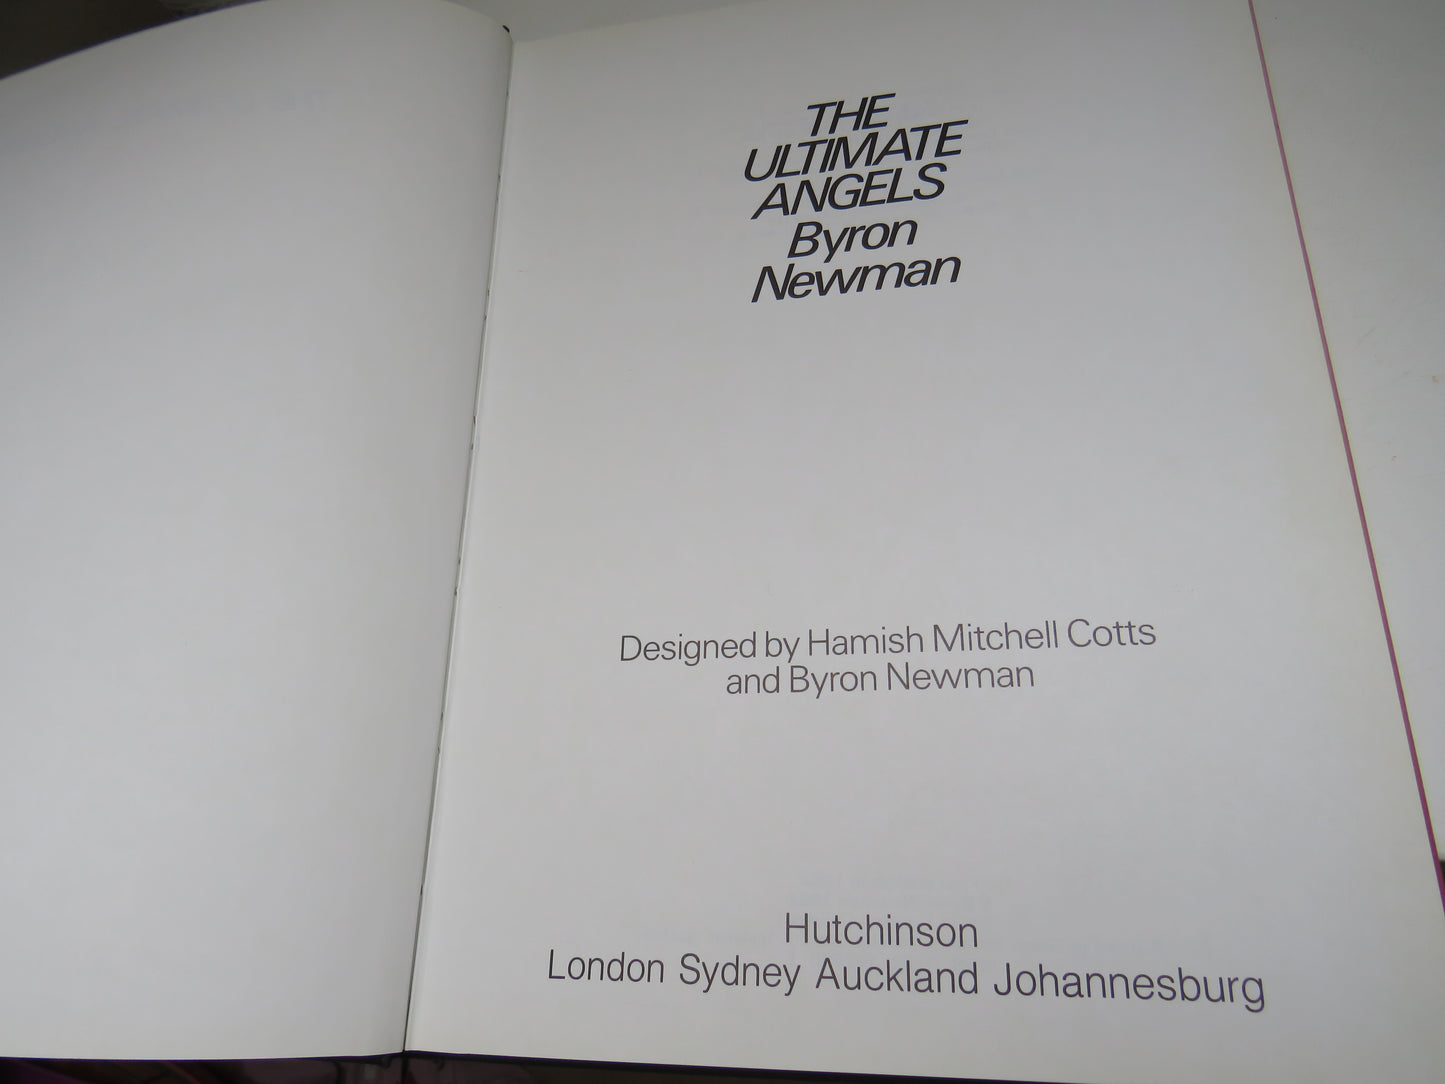 THE
ULTIMATE
ANGELS
Byron
Newman
Designed by Hamish Mitchell Cotts
and Byron Newman
Hutchinson
London Sydney Auckland Johannesburg